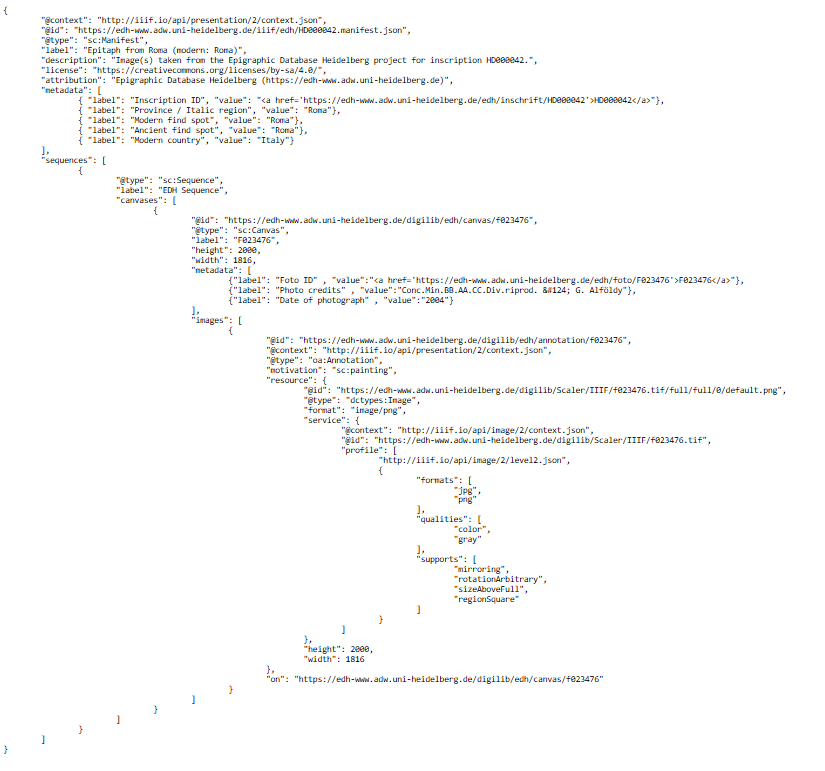 {
"@context": "http://iiif.io/api/presentation/2/context.json",
"@id": "https://edh-www.adw.uni-heidelberg.de/iiif/edh/HD000042.manifest.json",
"@type": "sc:Manifest",
"label": "Epitaph from Roma (modern: Roma)",
"description": "Image(s) taken from the Epigraphic Database Heidelberg project for inscription HD000042.",
"license": "https://creativecommons.org/licenses/by-sa/4.0/",
"attribution": "Epigraphic Database Heidelberg (https://edh-www.adw.uni-heidelberg.de)",
"metadata": [
{ "label": "Inscription ID", "value": "<a href='https://edh-www.adw.uni-heidelberg.de/edh/inschrift/HD000042'>HD000042</a>"},
{ "label": "Province / Italic region", "value": "Roma"},
{ "label": "Modern find spot", "value": "Roma"},
{ "label": "Ancient find spot", "value": "Roma"},
{ "label": "Modern country", "value": "Italy"}
],
"sequences": [
{
"@type": "sc:Sequence",
"label": "EDH Sequence",
"canvases": [
{
"@id": "https://edh-www.adw.uni-heidelberg.de/digilib/edh/canvas/f023476",
"@type": "sc:Canvas",
"label": "F023476",
"height": 2000,
"width": 1816,
"metadata": [
{"label": "Foto ID" , "value":"<a href='https://edh-www.adw.uni-heidelberg.de/edh/foto/F023476'>F023476</a>"},
{"label": "Photo credits" , "value":"Conc.Min.BB.AA.CC.Div.riprod. &#124; G. Alföldy"},
{"label": "Date of photograph" , "value":"2004"}
],
"images": [
{
"@id": "https://edh-www.adw.uni-heidelberg.de/digilib/edh/annotation/f023476",
"@context": "http://iiif.io/api/presentation/2/context.json",
"@type": "oa:Annotation",
"motivation": "sc:painting",
"resource": {
"@id": "https://edh-www.adw.uni-heidelberg.de/digilib/Scaler/IIIF/f023476.tif/full/full/0/default.png",
"@type": "dctypes:Image",
"format": "image/png",
"service": {
"@context": "http://iiif.io/api/image/2/context.json",
"@id": "https://edh-www.adw.uni-heidelberg.de/digilib/Scaler/IIIF/f023476.tif",
"profile": [
"http://iiif.io/api/image/2/level2.json",
{
"formats": [
"jpg",
"png"
],
"qualities": [
"color",
"gray"
],
"supports": [
"mirroring",
"rotationArbitrary",
"sizeAboveFull",
"regionSquare"
]
}
]
},
"height": 2000,
"width": 1816
},
"on": "https://edh-www.adw.uni-heidelberg.de/digilib/edh/canvas/f023476"
}
]
}
]
}
]
}